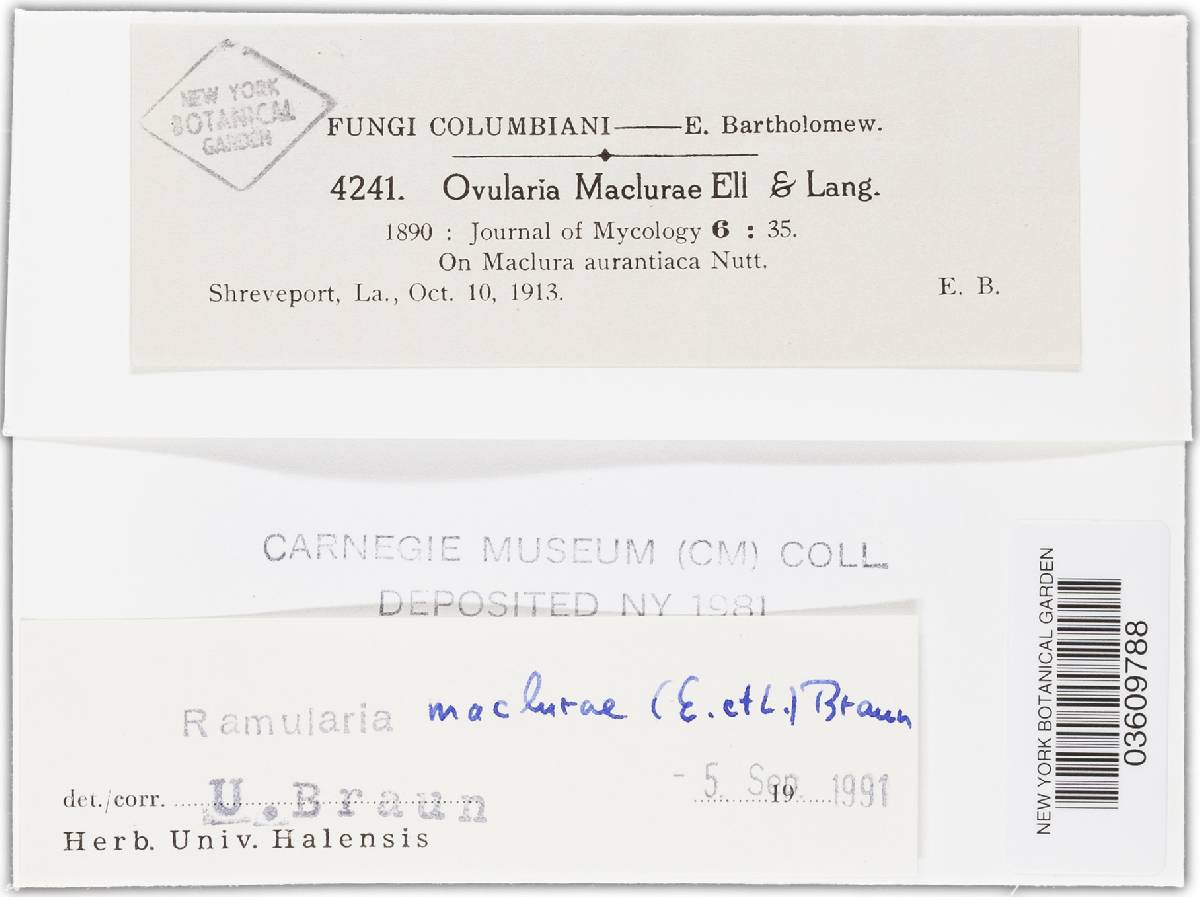 NEW YORK
BOTANICAL
GARDEN
FUNGI COLUMBIANI——E. Bartholomew.
4241. Ovularia Maclurae Ell & Lang.
1890 : Journal of Mycology 6 : 35.
On Maclura aurantiaca Nutt.
Shreveport, La., Oct. 10, 1913. E. B.
CARNEGIE MUSEUM (CM) COLL.
DEPOSITED NY 1981
Ramularia maclurae (E. et L.) Braun
- 5. Sep. 19 1991
det./corr. U. Braun
Herb. Univ. Halensis
NEW YORK BOTANICAL GARDEN
03609788